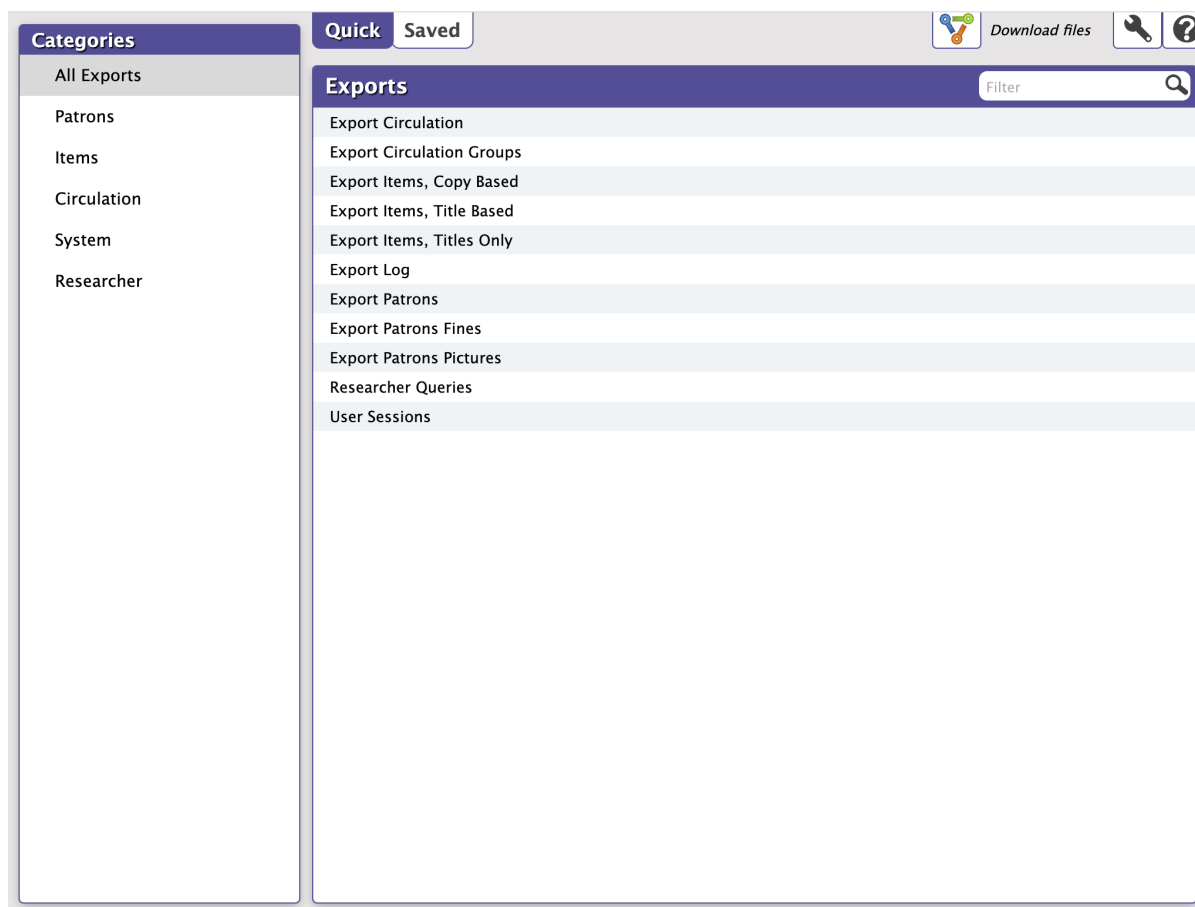 Categories
All Exports
Patrons
Items
Circulation
System
Researcher
Quick Saved
Download files
Exports
Filter
Export Circulation
Export Circulation Groups
Export Items, Copy Based
Export Items, Title Based
Export Items, Titles Only
Export Log
Export Patrons
Export Patrons Fines
Export Patrons Pictures
Researcher Queries
User Sessions